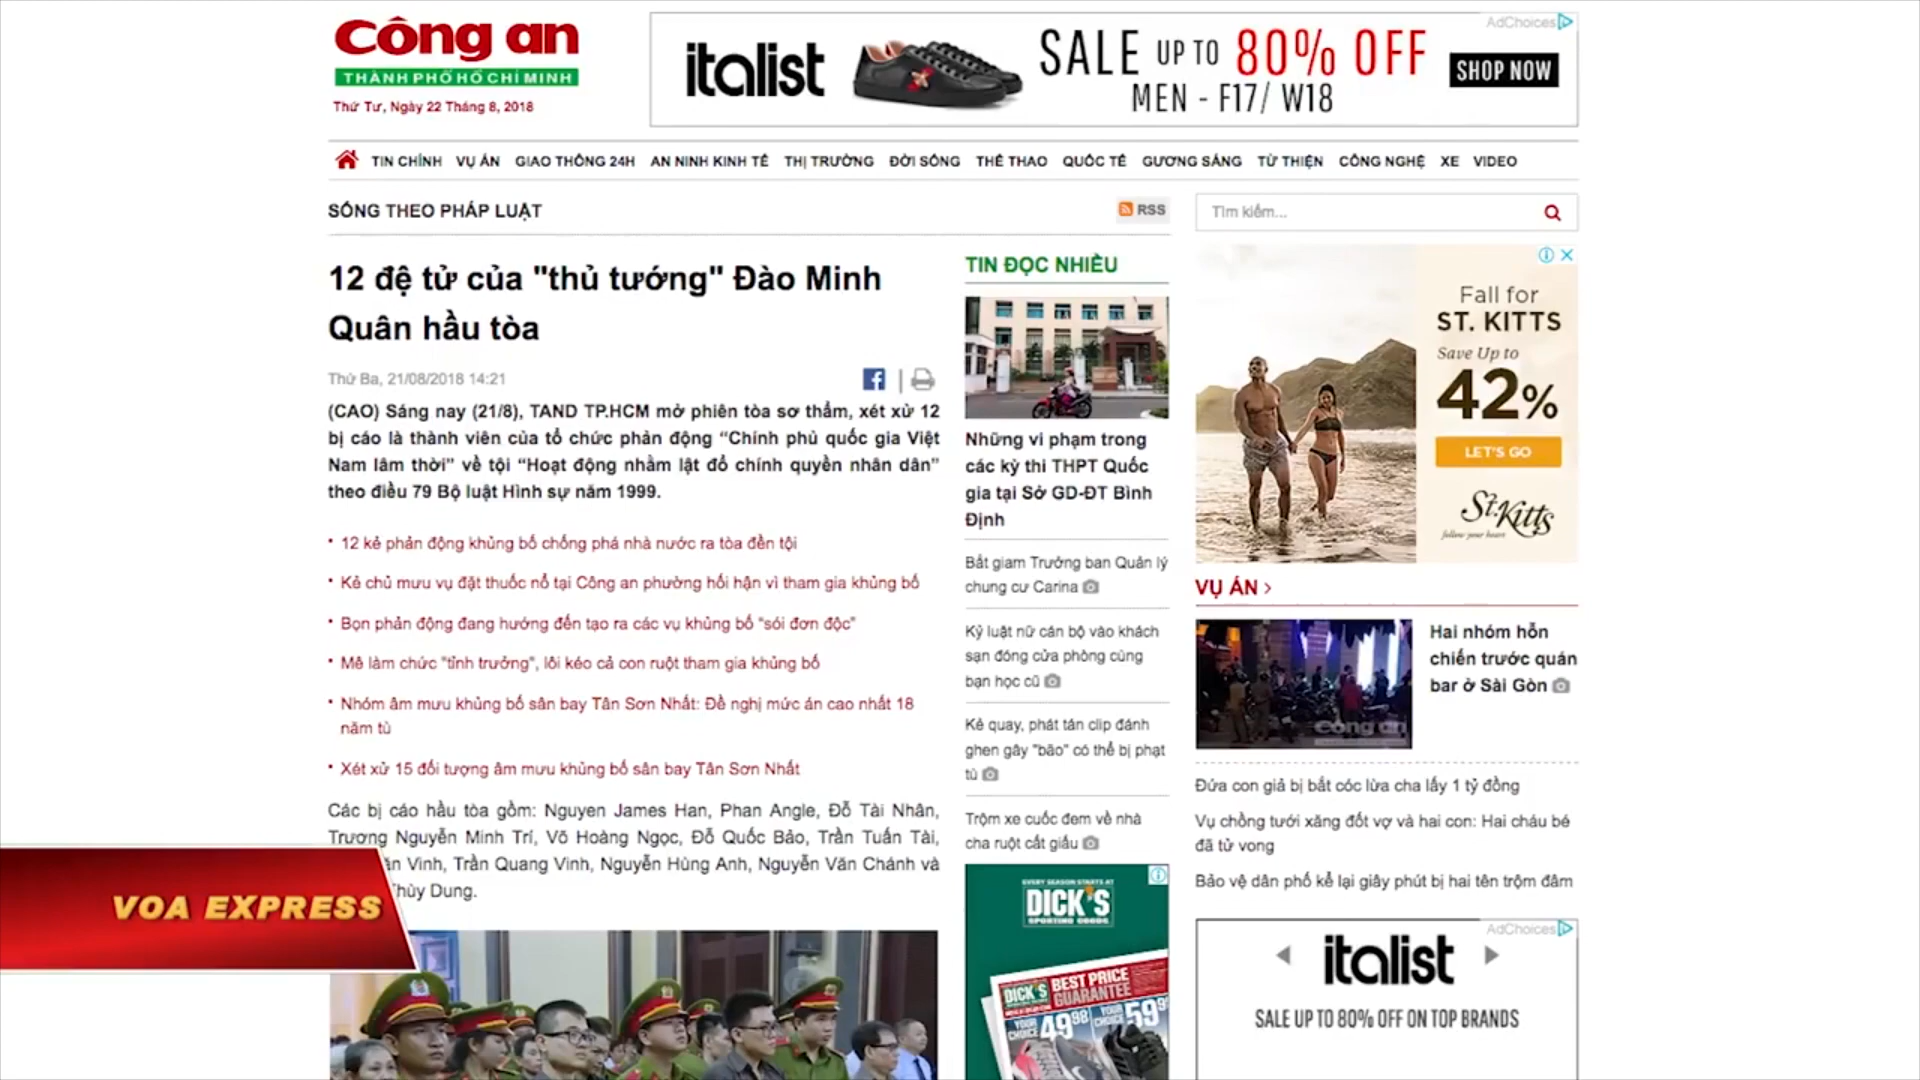 Công an
THÀNH PHỐ HỒ CHÍ MINH
Thứ Tư, Ngày 22 Tháng 8, 2018
AdChoices
italist
SALE UP TO 80% OFF
MEN - F17/ W18
SHOP NOW
TIN CHÍNH VỤ ÁN GIAO THÔNG 24H AN NINH KINH TẾ THỊ TRƯỜNG ĐỜI SỐNG THỂ THAO QUỐC TẾ GƯƠNG SÁNG TỪ THIỆN CÔNG NGHỆ XE VIDEO
SỐNG THEO PHÁP LUẬT
RSS
Tìm kiếm...
12 đệ tử của "thủ tướng" Đào Minh
Quân hầu tòa
Thứ Ba, 21/08/2018 14:21
(CAO) Sáng nay (21/8), TAND TP.HCM mở phiên tòa sơ thẩm, xét xử 12
bị cáo là thành viên của tổ chức phản động “Chính phủ quốc gia Việt
Nam lâm thời” về tội “Hoạt động nhằm lật đổ chính quyền nhân dân”
theo điều 79 Bộ luật Hình sự năm 1999.
12 kẻ phản động khủng bố chống phá nhà nước ra tòa đền tội
Kẻ chủ mưu vụ đặt thuốc nổ tại Công an phường hối hận vì tham gia khủng bố
Bọn phản động đang hướng đến tạo ra các vụ khủng bố “sói đơn độc”
Mê làm chức "tỉnh trưởng", lôi kéo cả con ruột tham gia khủng bố
Nhóm âm mưu khủng bố sân bay Tân Sơn Nhất: Đề nghị mức án cao nhất 18
năm tù
Xét xử 15 đối tượng âm mưu khủng bố sân bay Tân Sơn Nhất
Các bị cáo hầu tòa gồm: Nguyen James Han, Phan Angle, Đỗ Tài Nhân,
Trương Nguyễn Minh Trí, Võ Hoàng Ngọc, Đỗ Quốc Bảo, Trần Tuấn Tài,
Vinh, Trần Quang Vinh, Nguyễn Hùng Anh, Nguyễn Văn Chánh và
Dung.
VOA EXPRESS
TIN ĐỌC NHIỀU
Những vi phạm trong
các kỳ thi THPT Quốc
gia tại Sở GD-ĐT Bình
Định
Bắt giam Trưởng ban Quản lý
chung cư Carina
Kỷ luật nữ cán bộ vào khách
sạn đóng cửa phòng cùng
bạn học cũ
Kẻ quay, phát tán clip đánh
ghen gây "bão" có thể bị phạt
tù
Trộm xe cuốc đem về nhà
cha ruột cất giấu
EVERY SEASON STARTS AT
DICK'S
SPORTING GOODS
DICK'S
BEST PRICE
GUARANTEE
YOUR CHOICE 49.98
YOUR CHOICE 59.99
Fall for
ST. KITTS
Save Up to
42%
LET'S GO
St.Kitts
follow your heart
VỤ ÁN
Công an
Hai nhóm hỗn
chiến trước quán
bar ở Sài Gòn
Đứa con giả bị bắt cóc lừa cha lấy 1 tỷ đồng
Vụ chồng tưới xăng đốt vợ và hai con: Hai cháu bé
đã tử vong
Bảo vệ dân phố kể lại giây phút bị hai tên trộm đâm
AdChoices
italist
SALE UP TO 80% OFF ON TOP BRANDS